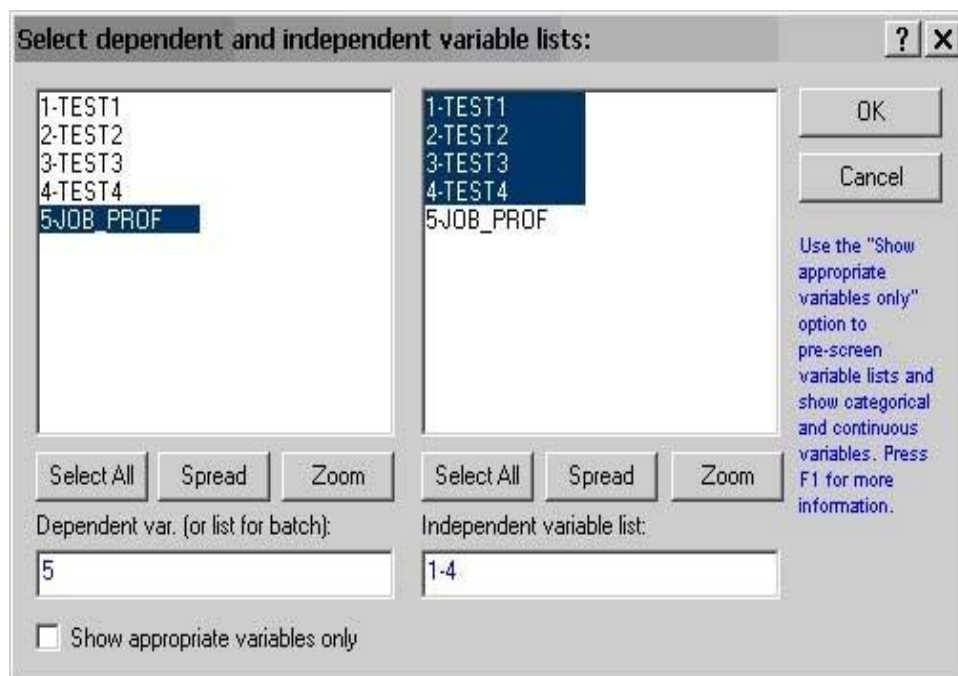 Select dependent and independent variable lists:
? X
1-TEST1
2-TEST2
3-TEST3
4-TEST4
5-JOB_PROF
1-TEST1
2-TEST2
3-TEST3
4-TEST4
5-JOB_PROF
OK
Cancel
Use the "Show
appropriate
variables only"
option to
pre-screen
variable lists and
show categorical
and continuous
variables. Press
F1 for more
information.
Select All Spread Zoom
Select All Spread Zoom
Dependent var. (or list for batch):
Independent variable list:
5
1-4
Show appropriate variables only